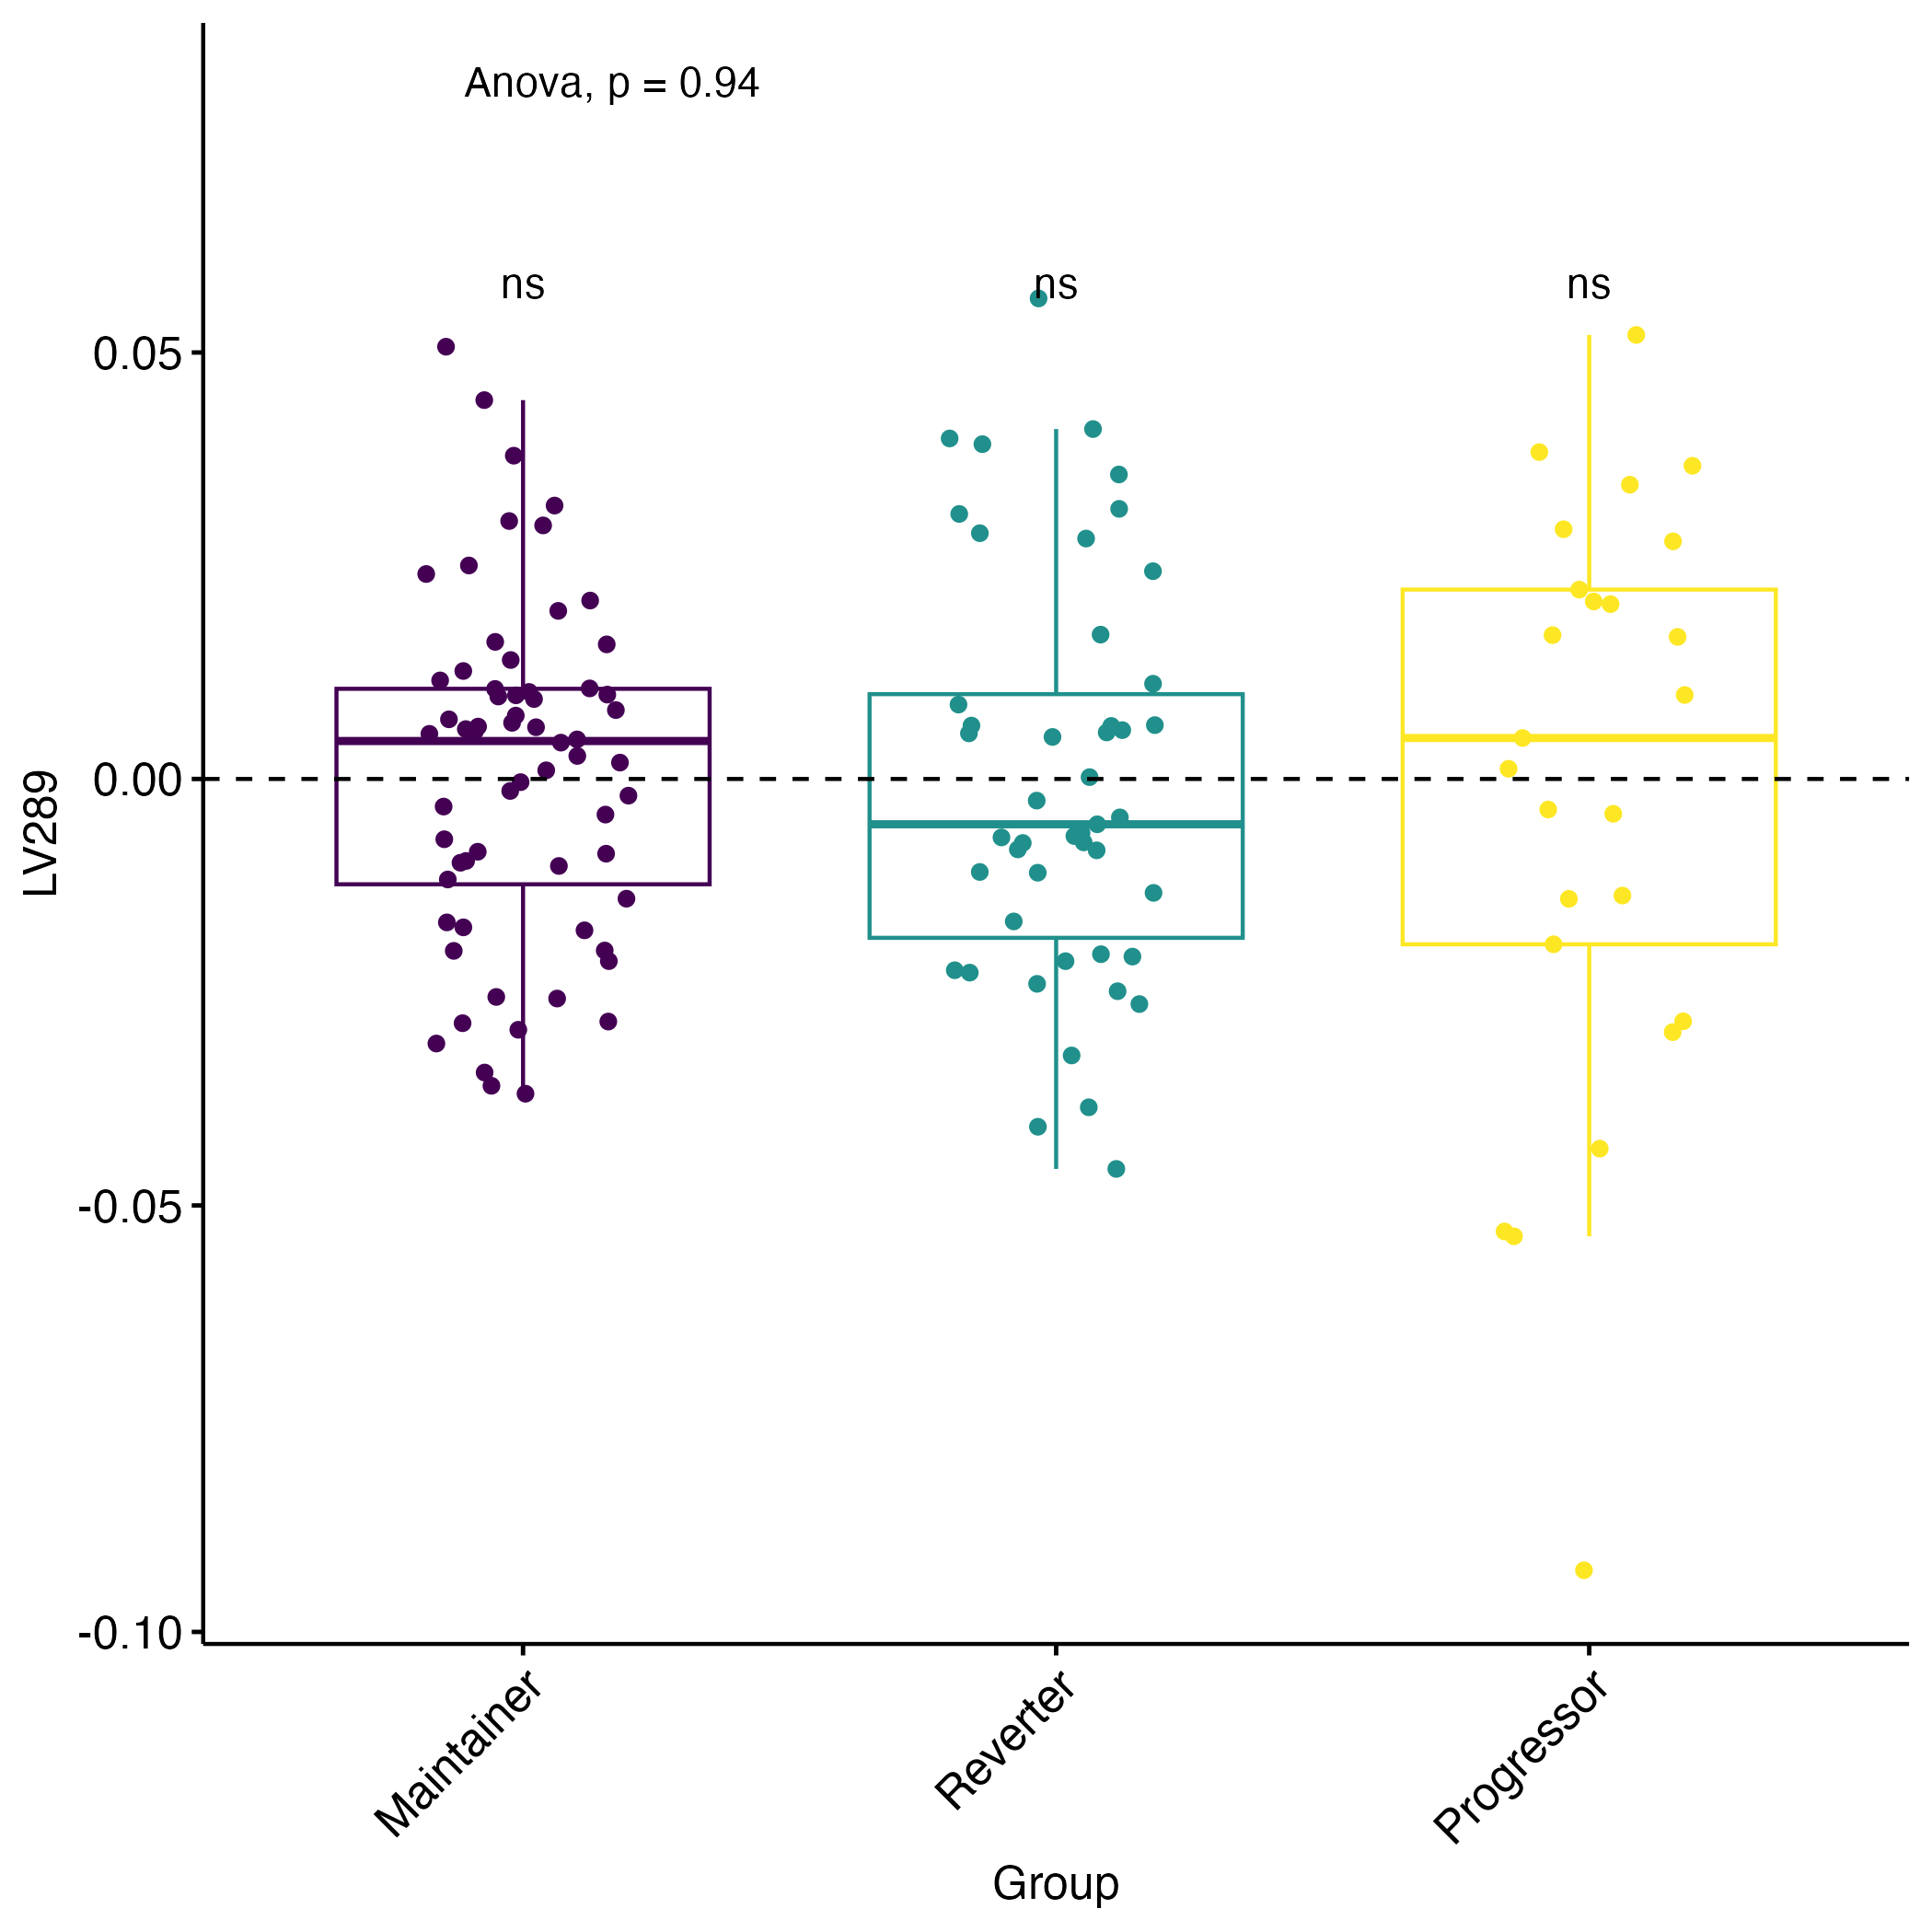 Anova, p = 0.94
ns
ns
ns
0.05
0.00
-0.05
-0.10
LV289
Maintainer
Reverter
Progressor
Group